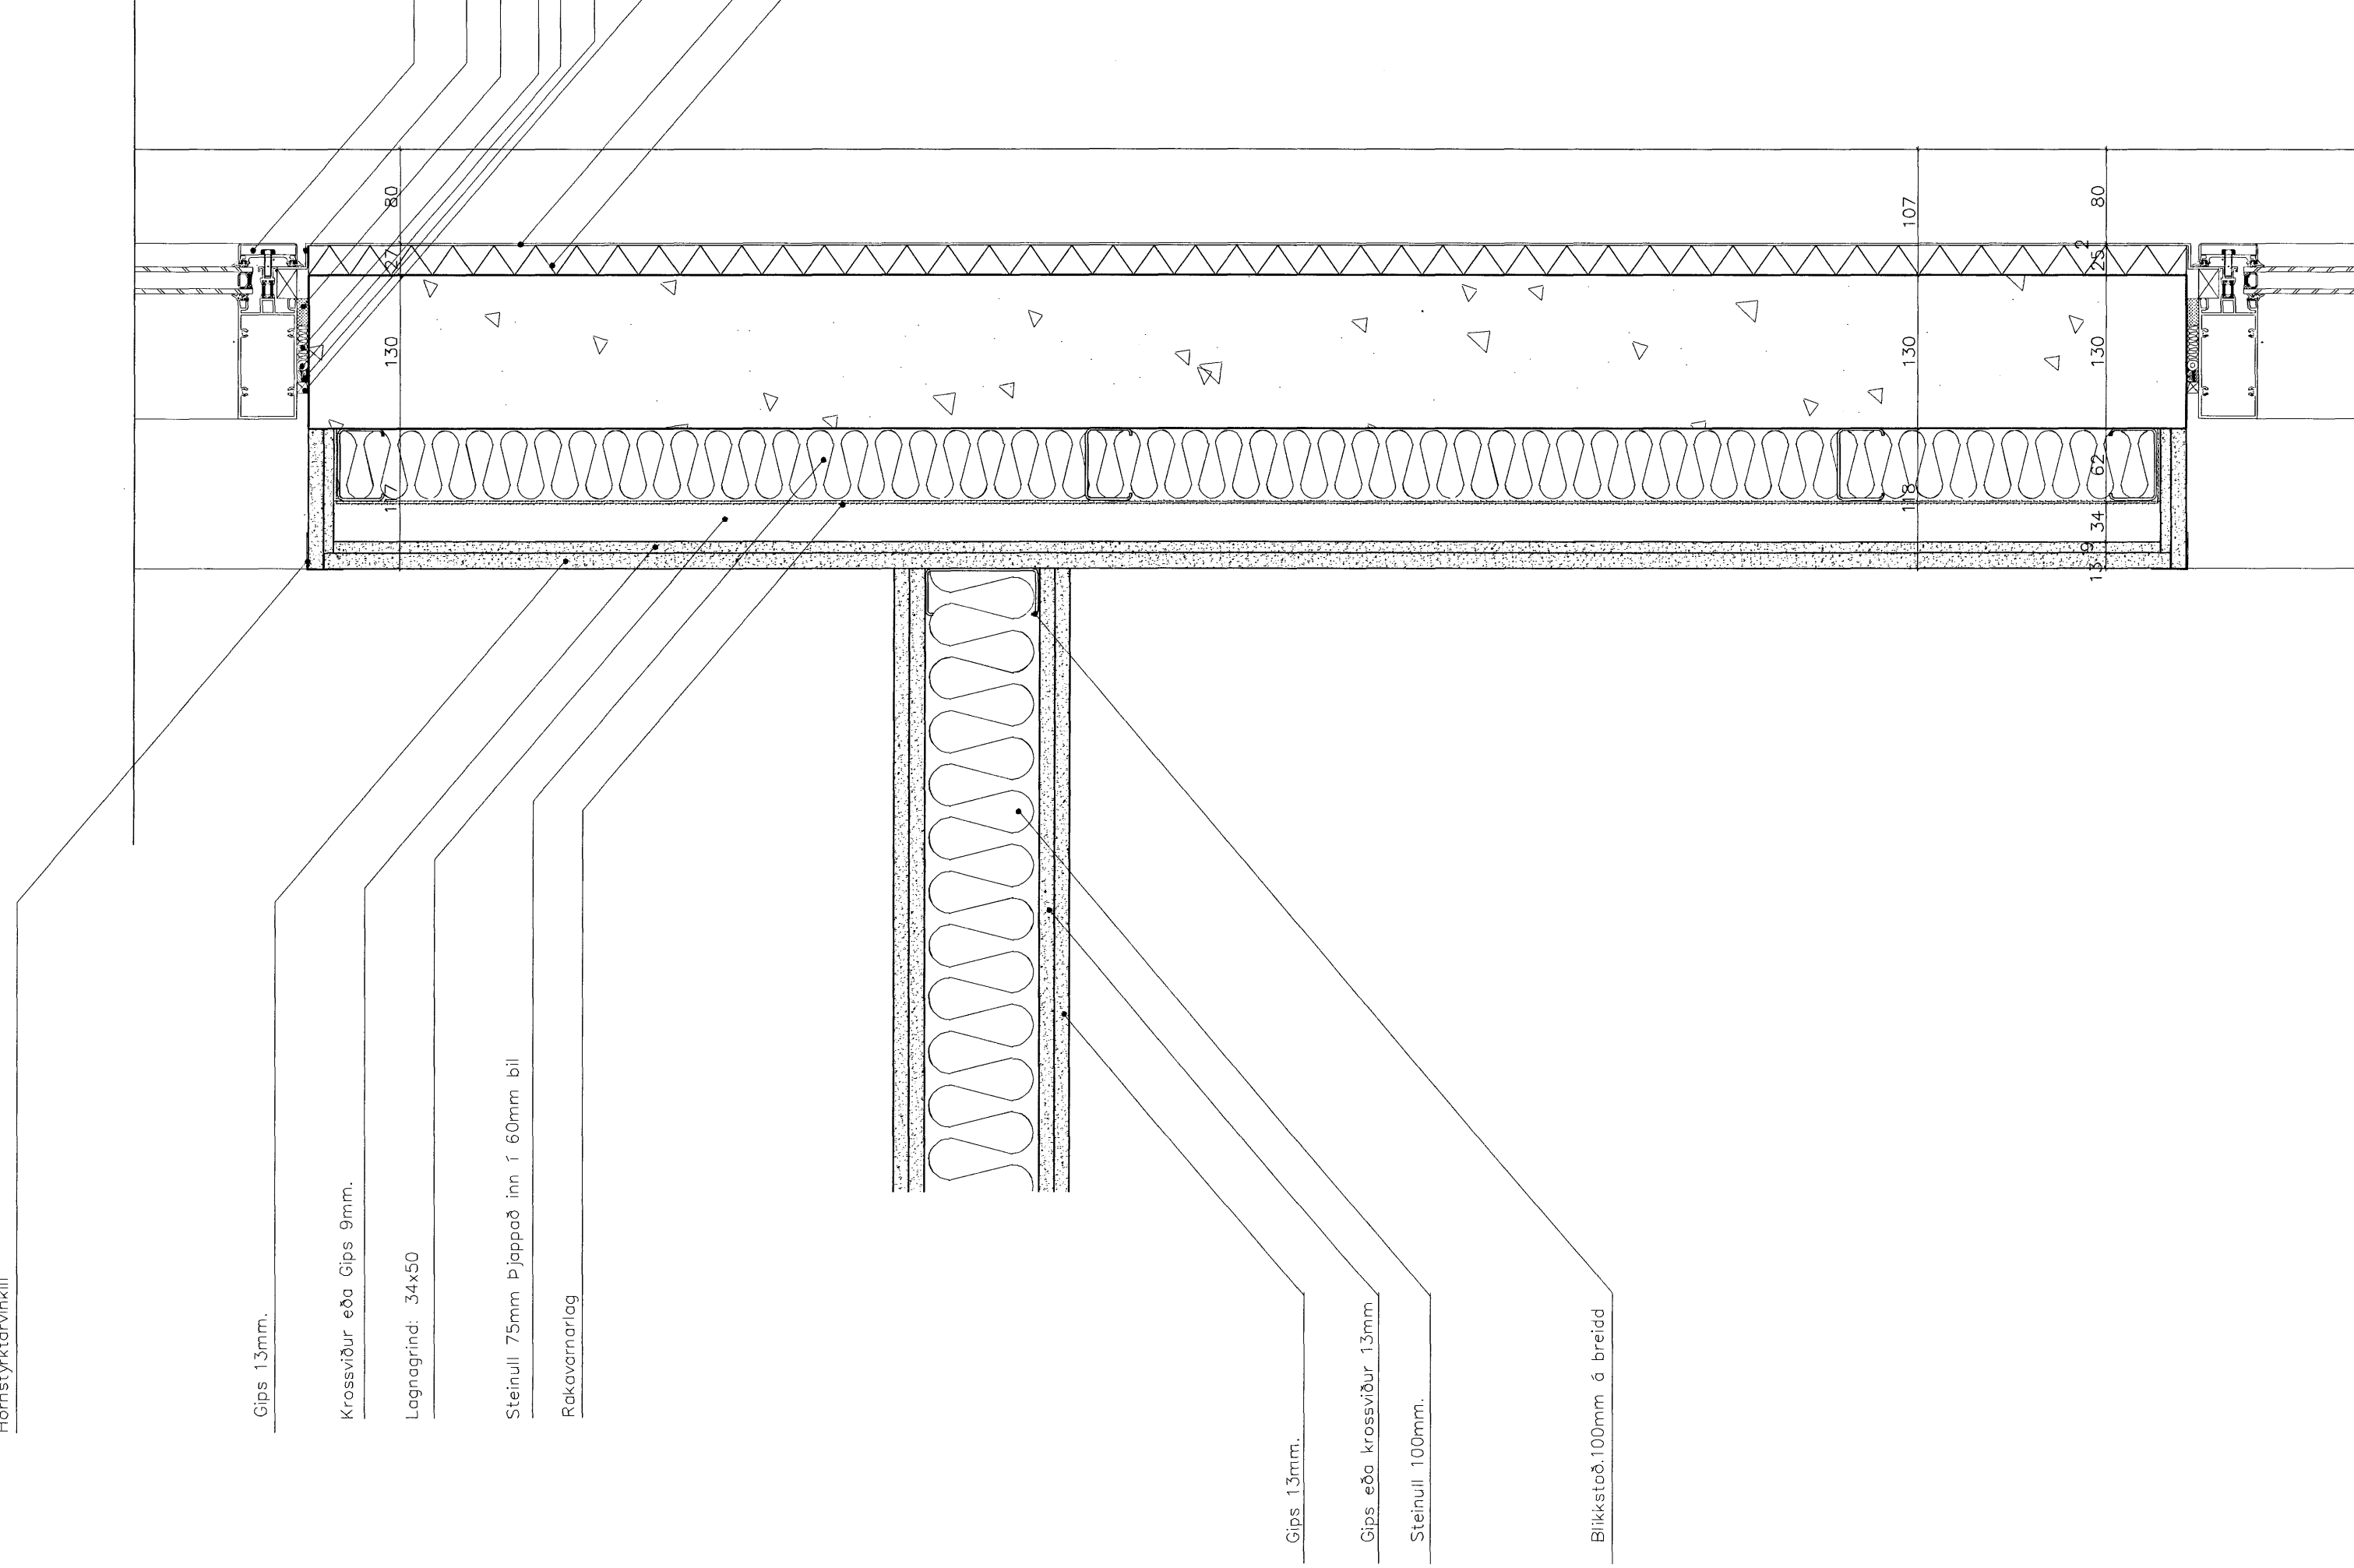 80
27
130
117
107
130
118
80
2
25
130
62
34
9
13
Hornstyrktarvinkill
Gips 13mm.
Krossviður eða Gips 9mm.
Lagnagrind: 34x50
Steinull 75mm Þjappað inn í 60mm bil
Rakavarnarlag
Gips 13mm.
Gips eða krossviður 13mm
Steinull 100mm.
Blikkstoð.100mm á breidd